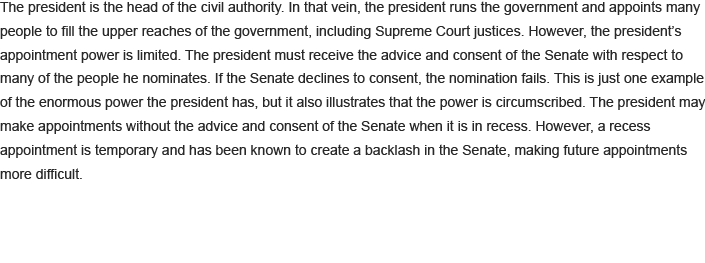 The president is the head of the civil authority. In that vein, the president runs the government and appoints many
people to fill the upper reaches of the government, including Supreme Court justices. However, the president’s
appointment power is limited. The president must receive the advice and consent of the Senate with respect to
many of the people he nominates. If the Senate declines to consent, the nomination fails. This is just one example
of the enormous power the president has, but it also illustrates that the power is circumscribed. The president may
make appointments without the advice and consent of the Senate when it is in recess. However, a recess
appointment is temporary and has been known to create a backlash in the Senate, making future appointments
more difficult.